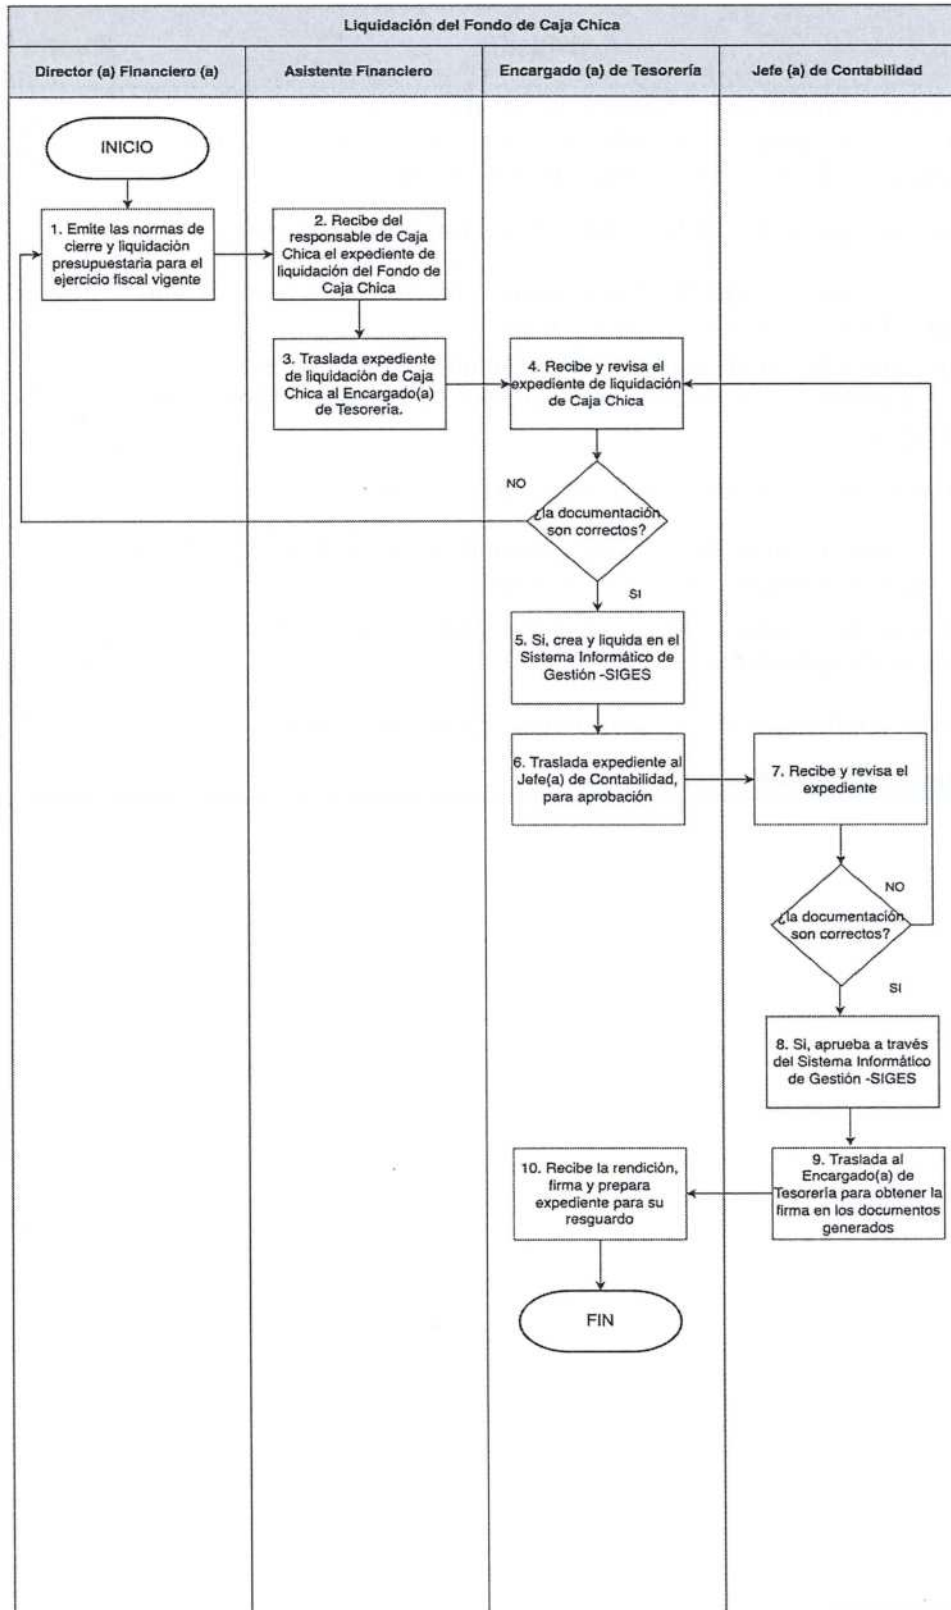 Liquidación del Fondo de Caja Chica
Director (a) Financiero (a)
Asistente Financiero
Encargado (a) de Tesorería
Jefe (a) de Contabilidad
INICIO
1. Emite las normas de
cierre y liquidación
presupuestaria para el
ejercicio fiscal vigente
2. Recibe del
responsable de Caja
Chica el expediente de
liquidación del Fondo de
Caja Chica
3. Traslada expediente
de liquidación de Caja
Chica al Encargado(a)
de Tesorería.
4. Recibe y revisa el
expediente de liquidación
de Caja Chica
NO
¿la documentación
son correctos?
SI
5. Si, crea y liquida en el
Sistema Informático de
Gestión -SIGES
6. Traslada expediente al
Jefe(a) de Contabilidad,
para aprobación
7. Recibe y revisa el
expediente
NO
¿la documentación
son correctos?
SI
8. Si, aprueba a través
del Sistema Informático
de Gestión -SIGES
9. Traslada al
Encargado(a) de
Tesorería para obtener la
firma en los documentos
generados
10. Recibe la rendición,
firma y prepara
expediente para su
resguardo
FIN